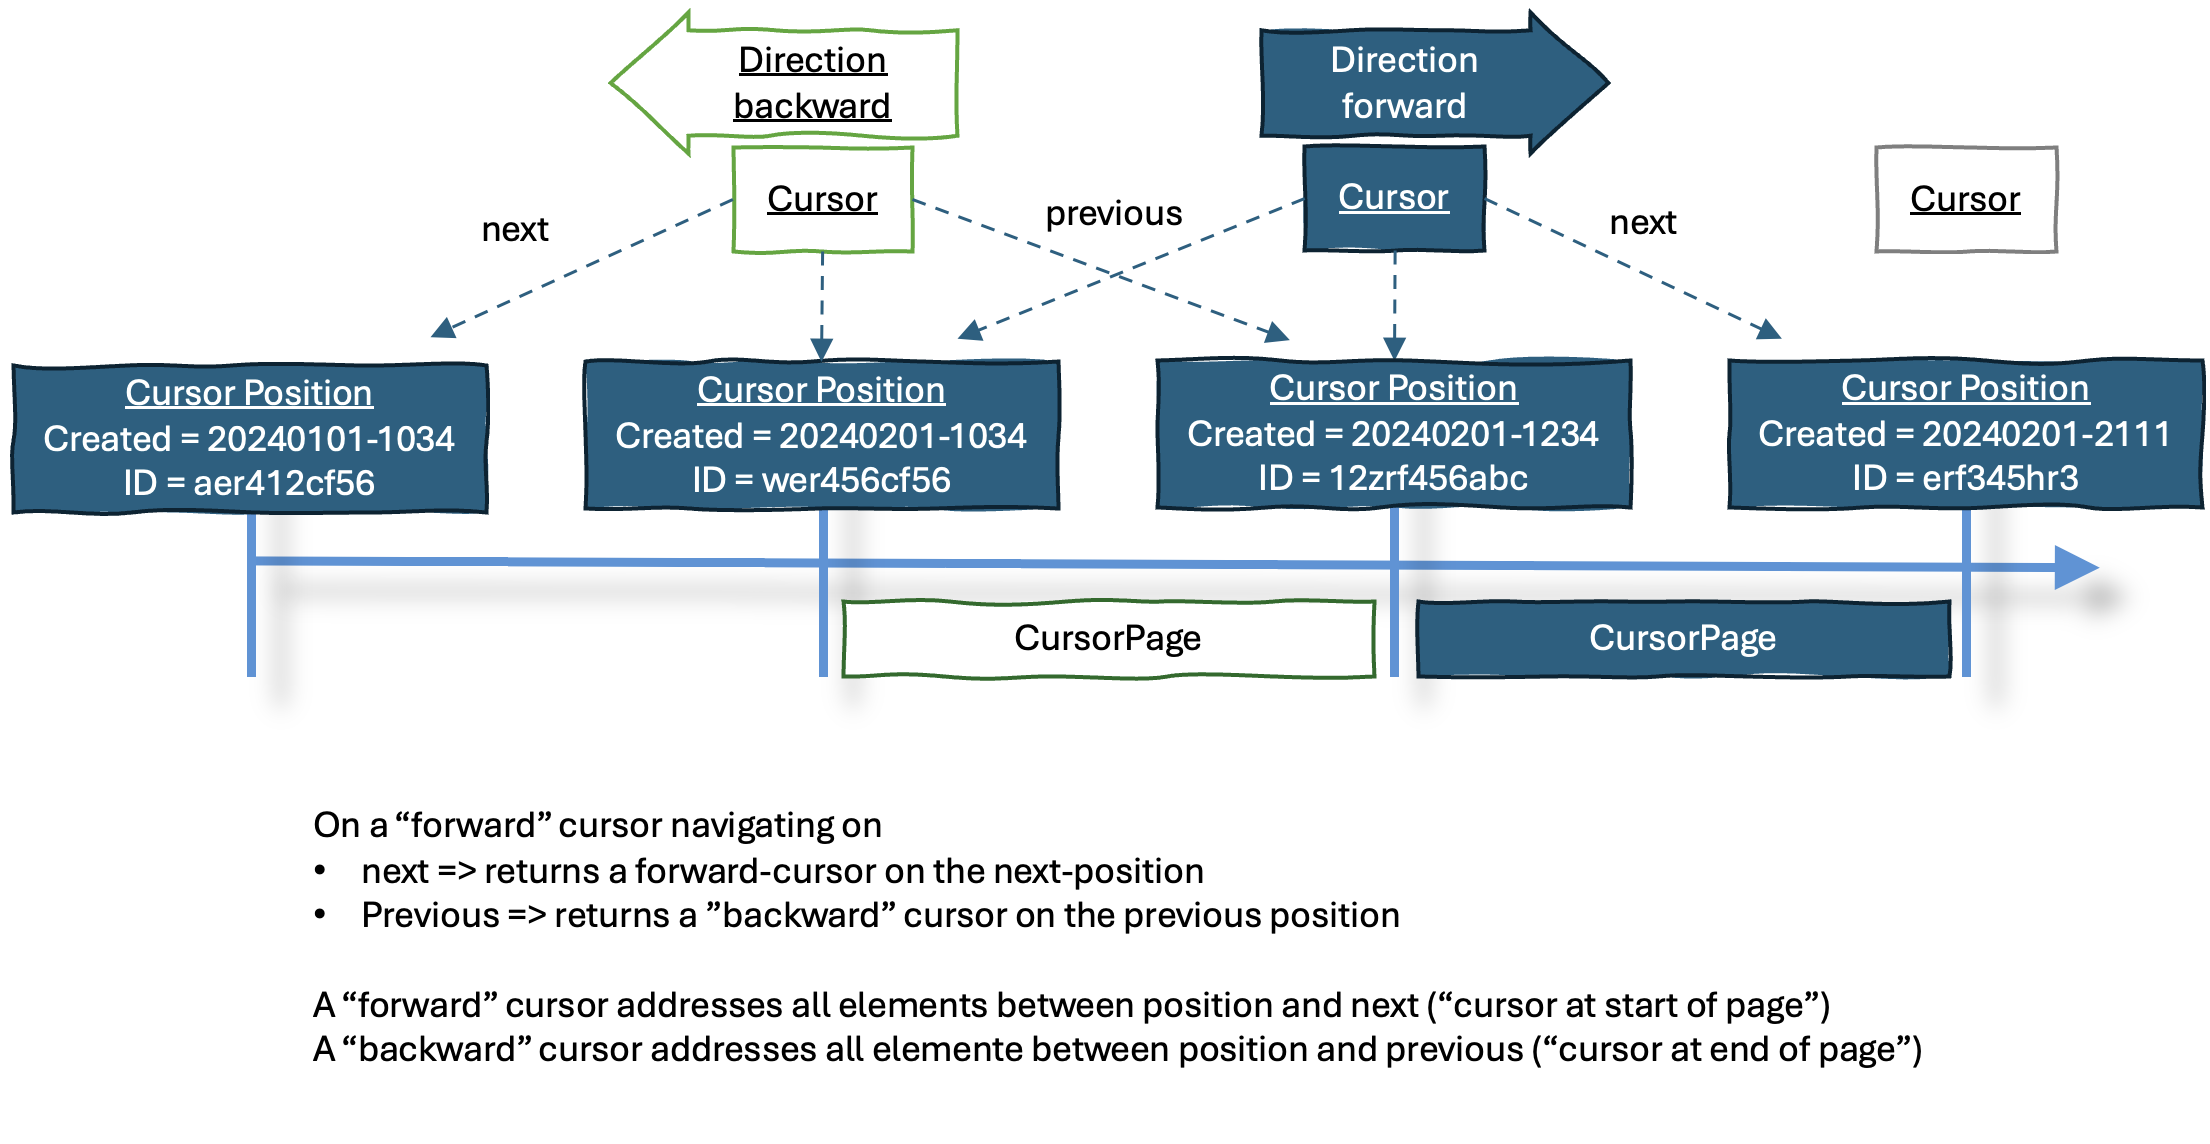 Direction
backward
Direction
forward
Cursor
Cursor
Cursor
next
previous
next
Cursor Position
Created = 20240101-1034
ID = aer412cf56
Cursor Position
Created = 20240201-1034
ID = wer456cf56
Cursor Position
Created = 20240201-1234
ID = 12zrf456abc
Cursor Position
Created = 20240201-2111
ID = erf345hr3
CursorPage
CursorPage
On a “forward” cursor navigating on
• next => returns a forward-cursor on the next-position
• Previous => returns a ”backward” cursor on the previous position
A “forward” cursor addresses all elements between position and next (“cursor at start of page”)
A “backward” cursor addresses all elemente between position and previous (“cursor at end of page”)